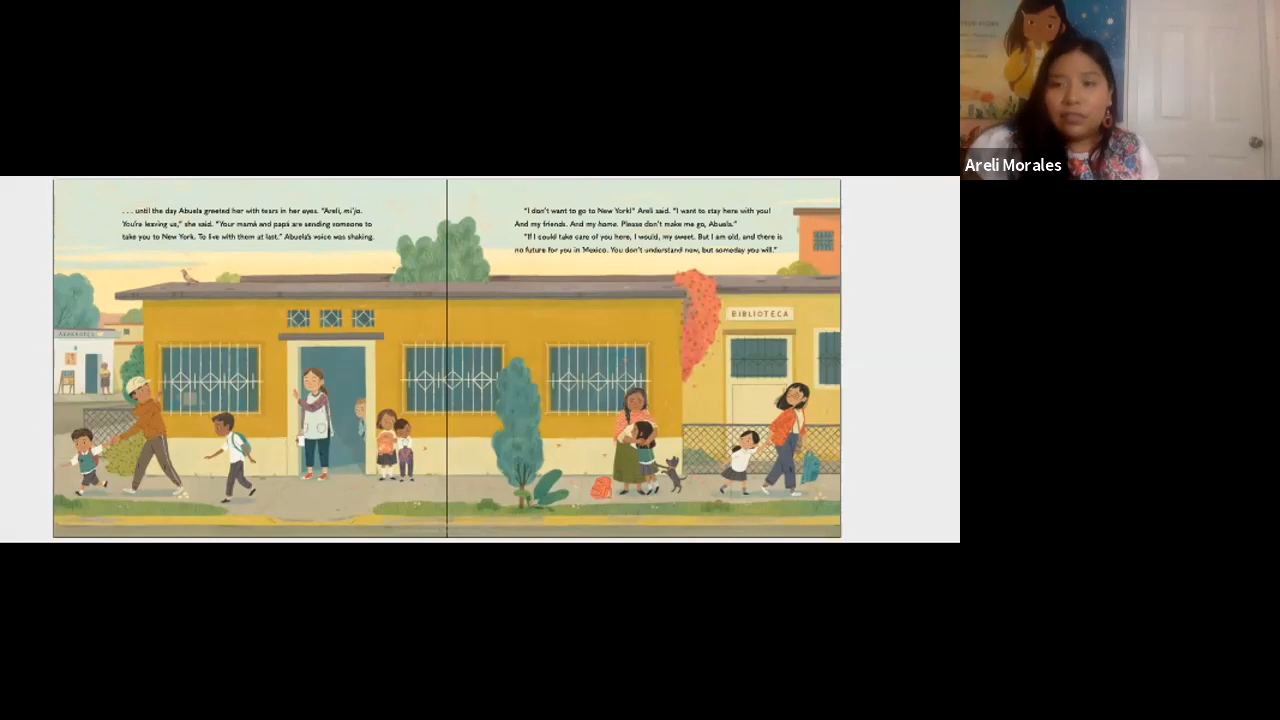 . . . until the day Abuela greeted her with tears in her eyes. “Areli, mi’ja.
You’re leaving us,” she said. “Your mamá and papá are sending someone to
take you to New York. To live with them at last.” Abuela’s voice was shaking.
“I don’t want to go to New York!” Areli said. “I want to stay here with you!
And my friends. And my home. Please don’t make me go, Abuela.”
“If I could take care of you here, I would, my sweet. But I am old, and there is
no future for you in Mexico. You don’t understand now, but someday you will.”
BIBLIOTECA
Areli Morales